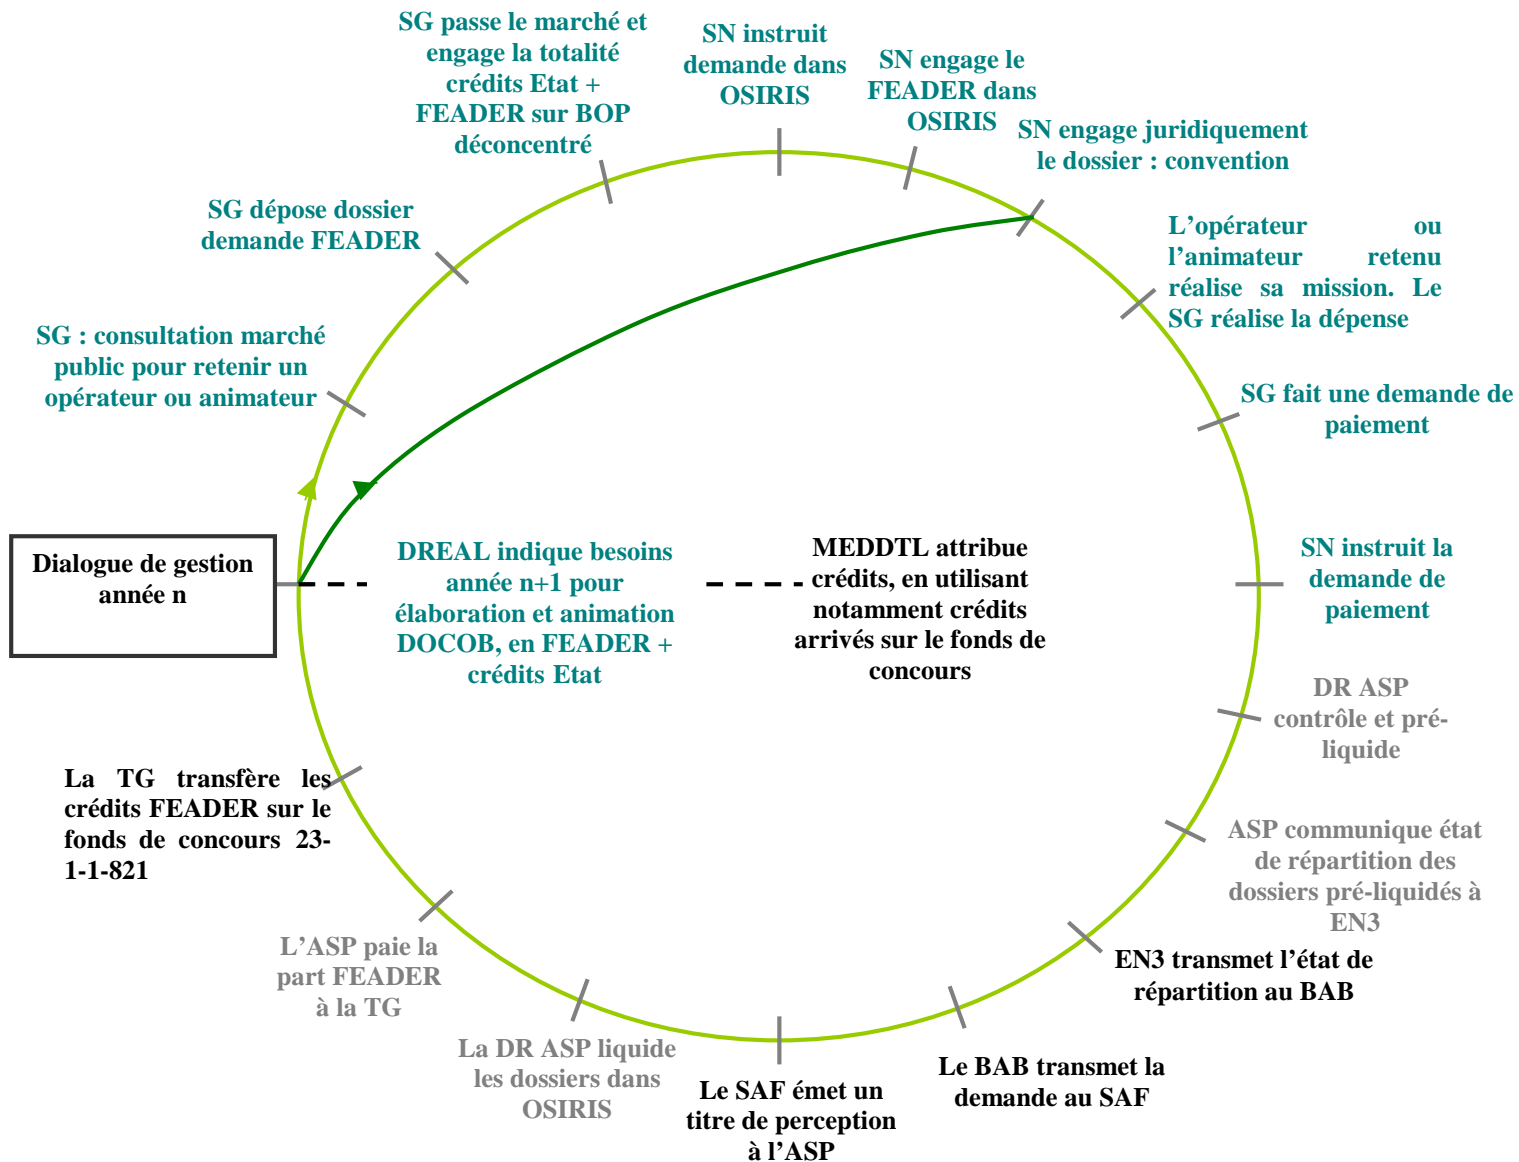 SG passe le marché et
engage la totalité
crédits Etat +
FEADER sur BOP
déconcentré
SN instruit
demande dans
OSIRIS
SN engage le
FEADER dans
OSIRIS
SN engage juridiquement
le dossier : convention
SG dépose dossier
demande FEADER
L’opérateur ou
l’animateur retenu
réalise sa mission. Le
SG réalise la dépense
SG : consultation marché
public pour retenir un
opérateur ou animateur
SG fait une demande de
paiement
Dialogue de gestion
année n
DREAL indique besoins
année n+1 pour
élaboration et animation
DOCOB, en FEADER +
crédits Etat
MEDDTL attribue
crédits, en utilisant
notamment crédits
arrivés sur le fonds de
concours
SN instruit la
demande de
paiement
DR ASP
contrôle et pré-
liquide
La TG transfère les
crédits FEADER sur le
fonds de concours 23-
1-1-821
ASP communique état
de répartition des
dossiers pré-liquidés à
EN3
L’ASP paie la
part FEADER
à la TG
EN3 transmet l’état de
répartition au BAB
La DR ASP liquide
les dossiers dans
OSIRIS
Le SAF émet un
titre de perception
à l’ASP
Le BAB transmet la
demande au SAF